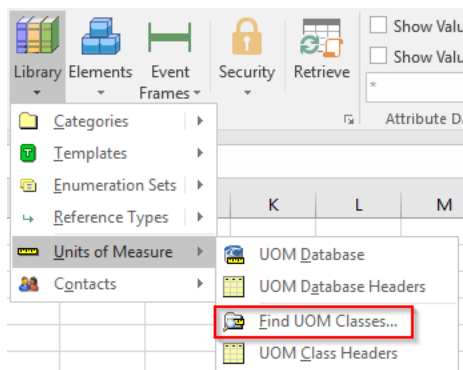 Show Valu
Show Valu
Library Elements Event Frames Security Retrieve
*
Attribute Da
Categories
Templates
Enumeration Sets
Reference Types
K L M
Units of Measure
UOM Database
Contacts
UOM Database Headers
Find UOM Classes...
UOM Class Headers